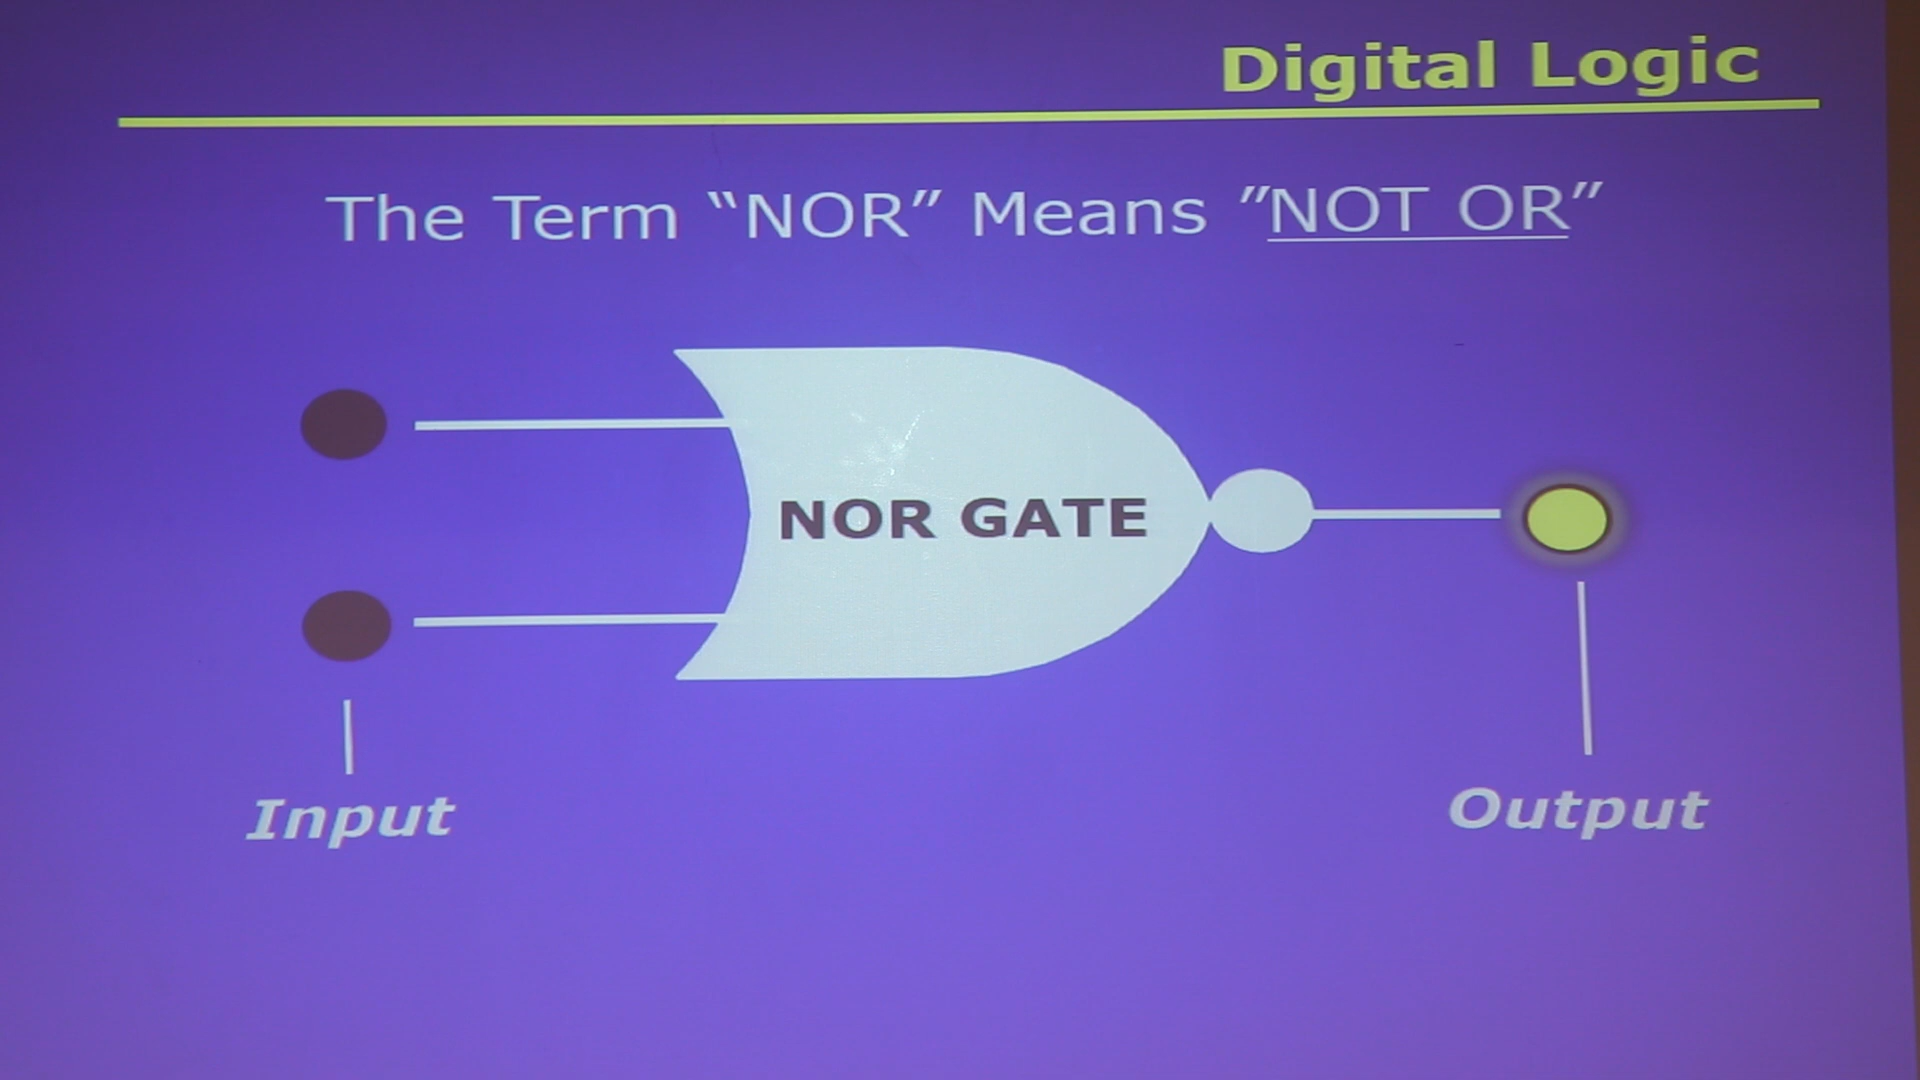 Digital Logic
The Term “NOR” Means ”NOT OR”
NOR GATE
Input
Output